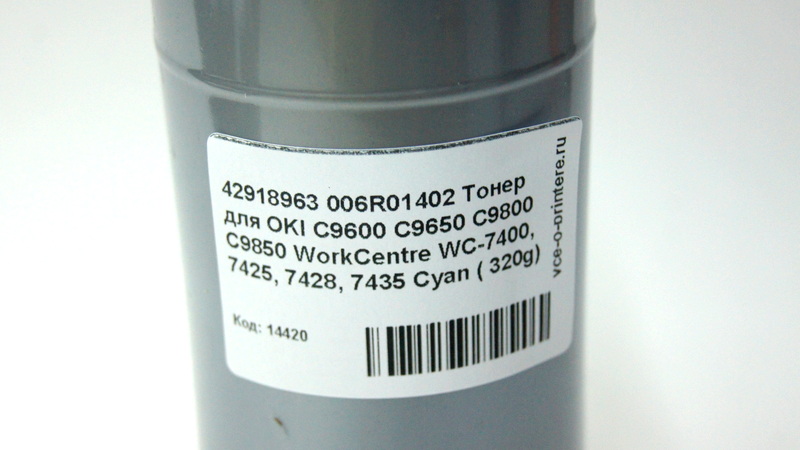 42918963 006R01402 Тонер
для OKI C9600 C9650 C9800
C9850 WorkCentre WC-7400,
7425, 7428, 7435 Cyan ( 320g)
Код: 14420
vce-o-printere.ru